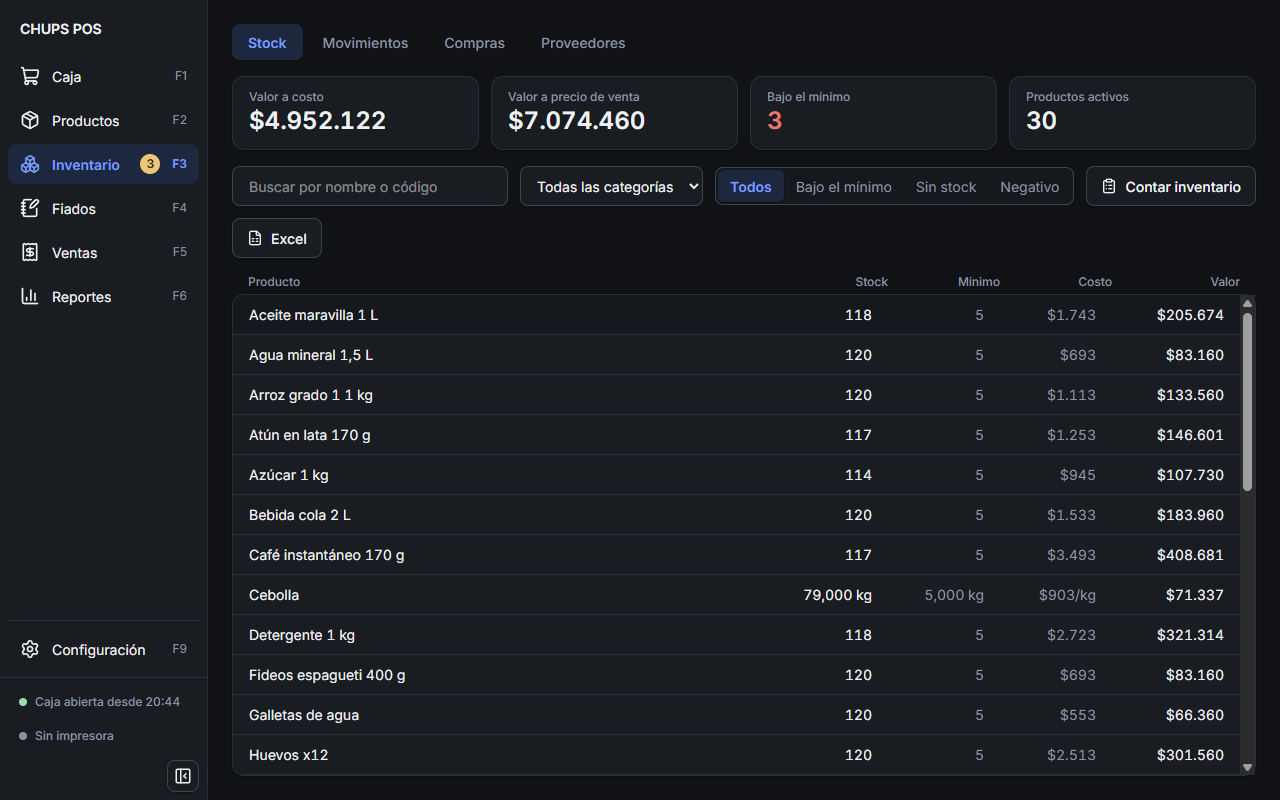 CHUPS POS
Caja F1
Productos F2
Inventario 3 F3
Fiados F4
Ventas F5
Reportes F6
Configuración F9
Caja abierta desde 20:44
Sin impresora
Stock Movimientos Compras Proveedores
Valor a costo
$4.952.122
Valor a precio de venta
$7.074.460
Bajo el mínimo
3
Productos activos
30
Buscar por nombre o código Todas las categorías Todos Bajo el mínimo Sin stock Negativo Contar inventario
Excel
Producto Stock Mínimo Costo Valor
Aceite maravilla 1 L 118 5 $1.743 $205.674
Agua mineral 1,5 L 120 5 $693 $83.160
Arroz grado 1 1 kg 120 5 $1.113 $133.560
Atún en lata 170 g 117 5 $1.253 $146.601
Azúcar 1 kg 114 5 $945 $107.730
Bebida cola 2 L 120 5 $1.533 $183.960
Café instantáneo 170 g 117 5 $3.493 $408.681
Cebolla 79,000 kg 5,000 kg $903/kg $71.337
Detergente 1 kg 118 5 $2.723 $321.314
Fideos espagueti 400 g 120 5 $693 $83.160
Galletas de agua 120 5 $553 $66.360
Huevos x12 120 5 $2.513 $301.560